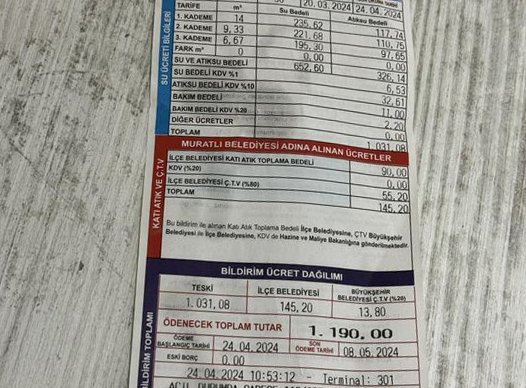 20.03.2024 24.04.2024
TARİFE m³ Su Bedeli Atıksu Bedeli
1. KADEME 14 235,62 117,74
2. KADEME 9,33 221,68 110,75
3. KADEME 6,67 195,30 97,65
FARK m³ 0 0,00 0,00
SU VE ATIKSU BEDELİ 652,60 326,14
SU BEDELİ KDV %1 6,53
ATIKSU BEDELİ KDV %10 32,61
BAKIM BEDELİ 11,00
BAKIM BEDELİ KDV %20 2,20
DİĞER ÜCRETLER 0,00
TOPLAM 1.031,08
SU ÜCRETİ BİLGİLERİ
MURATLI BELEDİYESİ ADINA ALINAN ÜCRETLER
İLÇE BELEDİYESİ KATI ATIK TOPLAMA BEDELİ 90,00
KDV (%20) 0,00
İLÇE BELEDİYESİ Ç.T.V (%80) 55,20
TOPLAM 145,20
KATI ATIK VE Ç.T.V
Bu bildirim ile alınan Katı Atık Toplama Bedeli İlçe Belediyesine, ÇTV Büyükşehir
Belediyesi ile İlçe Belediyesine, KDV de Hazine ve Maliye Bakanlığına gönderilmektedir.
BİLDİRİM ÜCRET DAĞILIMI
TESKİ İLÇE BELEDİYESİ BÜYÜKŞEHİR BELEDİYESİ Ç.T.V (%20)
1.031,08 145,20 13,80
ÖDENECEK TOPLAM TUTAR 1.190,00
ÖDEME BAŞLANGIÇ TARİHİ 24.04.2024 SON ÖDEME TARİHİ 08.05.2024
ESKİ BORÇ 0,00
24.04.2024 10:53:12 - Terminal: 301
BİLDİRİM TOPLAMI